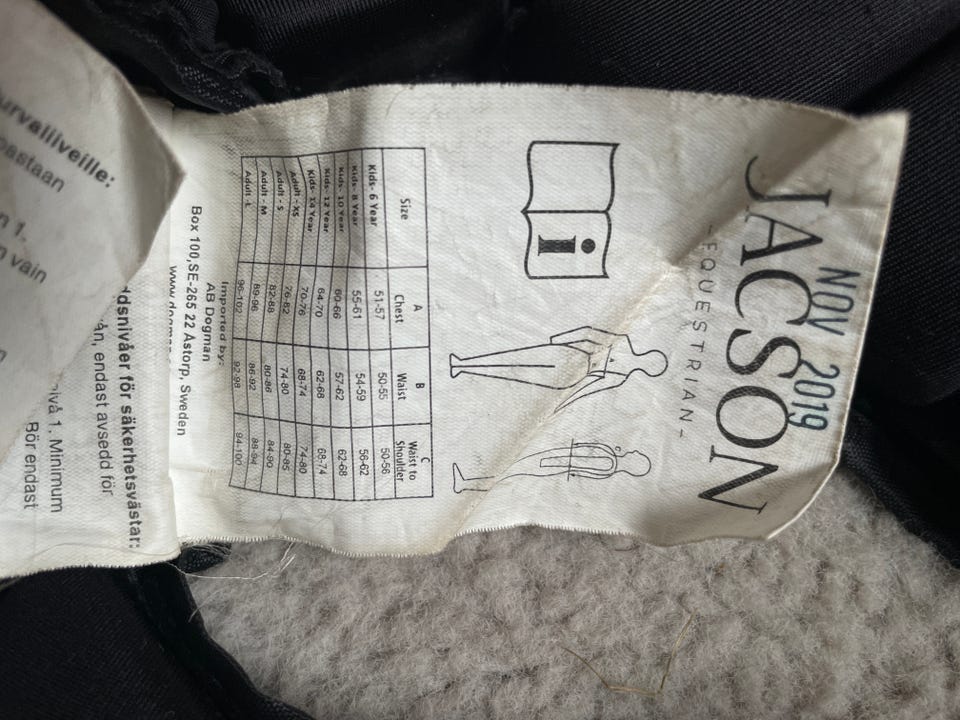 NOV 2019
JACSON
-EQUESTRIAN-
i
Size A Chest B Waist C Waist to Shoulder
Kids- 6 Year 51-57 50-55 50-56
Kids- 8 Year 55-61 54-59 56-62
Kids- 10 Year 60-66 57-62 62-68
Kids- 12 Year 64-70 62-68 68-74
Kids- 14 Year 70-76 68-74 74-80
Adult - XS 76-82 74-80 80-85
Adult - S 82-88 80-86 84-90
Adult - M 89-96 86-92 88-94
Adult - L 96-102 92-98 94-100
Imported by:
AB Dogman
Box 100,SE-265 22 Åstorp, Sweden
www.dogman
dsnivåer för säkerhetsvästar:
ån, endast avsedd för
nivå 1. Minimum
Bör endast
urvaliiveille:
oastaan
n 1.
n vain